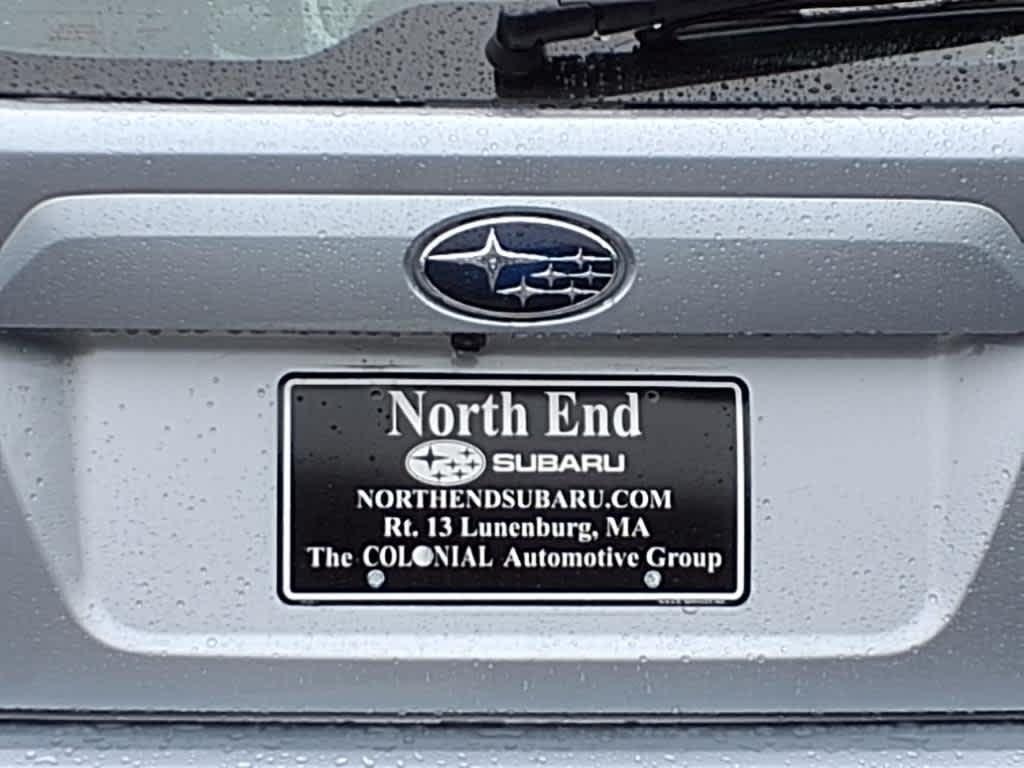 North End
SUBARU
NORTHENDSUBARU.COM
Rt. 13 Lunenburg, MA
The COLONIAL Automotive Group